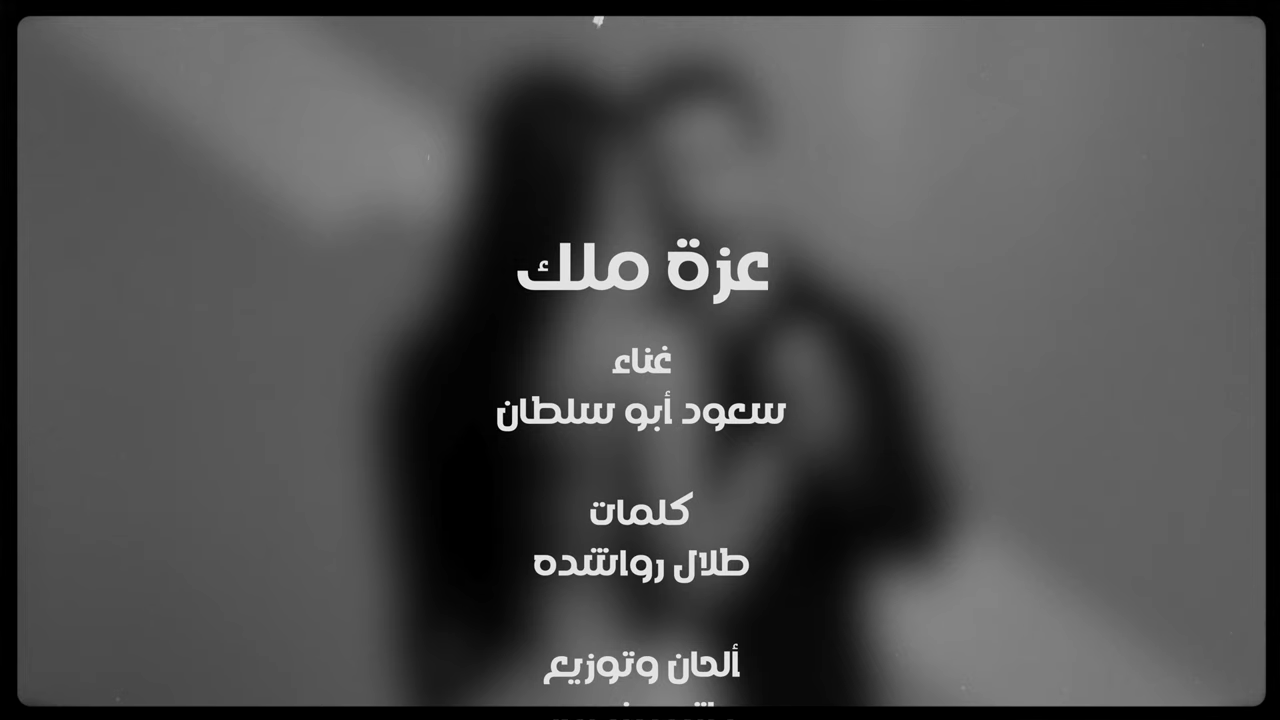 عزة ملك
غناء
سعود أبو سلطان
كلمات
طلال رواشده
ألحان وتوزيع